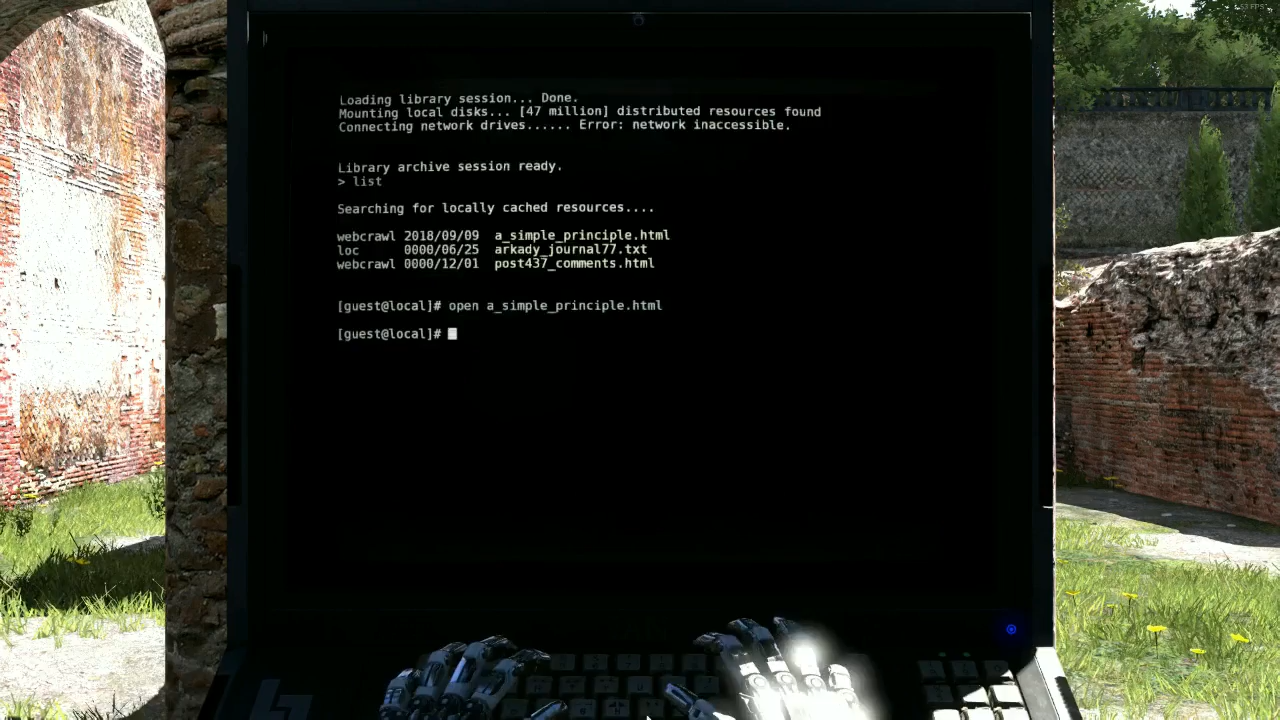 Loading library session... Done.
Mounting local disks... [47 million] distributed resources found
Connecting network drives...... Error: network inaccessible.
Library archive session ready.
> list
Searching for locally cached resources....
webcrawl 2018/09/09 a_simple_principle.html
loc 0000/06/25 arkady_journal77.txt
webcrawl 0000/12/01 post437_comments.html
[guest@local]# open a_simple_principle.html
[guest@local]#